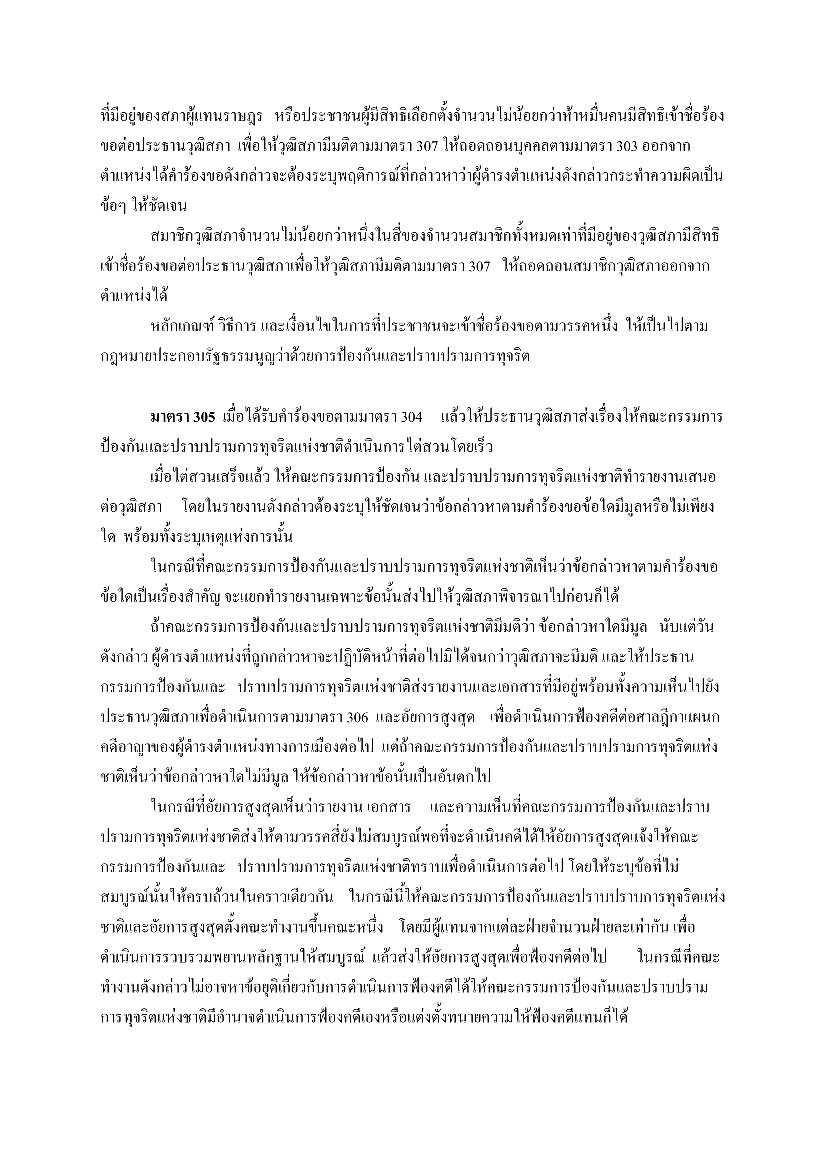 ที่มีอยู่ของสภาผู้แทนราษฎร หรือประชาชนผู้มีสิทธิเลือกตั้งจำนวนไม่น้อยกว่าห้าหมื่นคนมีสิทธิเข้าชื่อร้อง
ขอต่อประธานวุฒิสภา เพื่อให้วุฒิสภามีมติตามมาตรา 307 ให้ถอดถอนบุคคลตามมาตรา 303 ออกจาก
ตำแหน่งได้คำร้องขอดังกล่าวจะต้องระบุพฤติการณ์ที่กล่าวหาว่าผู้ดำรงตำแหน่งดังกล่าวกระทำความผิดเป็น
ข้อๆ ให้ชัดเจน
สมาชิกวุฒิสภาจำนวนไม่น้อยกว่าหนึ่งในสี่ของจำนวนสมาชิกทั้งหมดเท่าที่มีอยู่ของวุฒิสภามีสิทธิ
เข้าชื่อร้องขอต่อประธานวุฒิสภาเพื่อให้วุฒิสภามีมติตามมาตรา 307 ให้ถอดถอนสมาชิกวุฒิสภาออกจาก
ตำแหน่งได้
หลักเกณฑ์ วิธีการ และเงื่อนไขในการที่ประชาชนจะเข้าชื่อร้องขอตามวรรคหนึ่ง ให้เป็นไปตาม
กฎหมายประกอบรัฐธรรมนูญว่าด้วยการป้องกันและปราบปรามการทุจริต
มาตรา 305 เมื่อได้รับคำร้องขอตามมาตรา 304 แล้วให้ประธานวุฒิสภาส่งเรื่องให้คณะกรรมการ
ป้องกันและปราบปรามการทุจริตแห่งชาติดำเนินการไต่สวนโดยเร็ว
เมื่อไต่สวนเสร็จแล้ว ให้คณะกรรมการป้องกัน และปราบปรามการทุจริตแห่งชาติทำรายงานเสนอ
ต่อวุฒิสภา โดยในรายงานดังกล่าวต้องระบุให้ชัดเจนว่าข้อกล่าวหาตามคำร้องขอข้อใดมีมูลหรือไม่เพียง
ใด พร้อมทั้งระบุเหตุแห่งการนั้น
ในกรณีที่คณะกรรมการป้องกันและปราบปรามการทุจริตแห่งชาติเห็นว่าข้อกล่าวหาตามคำร้องขอ
ข้อใดเป็นเรื่องสำคัญ จะแยกทำรายงานเฉพาะข้อนั้นส่งไปให้วุฒิสภาพิจารณาไปก่อนก็ได้
ถ้าคณะกรรมการป้องกันและปราบปรามการทุจริตแห่งชาติมีมติว่า ข้อกล่าวหาใดมีมูล นับแต่วัน
ดังกล่าว ผู้ดำรงตำแหน่งที่ถูกกล่าวหาจะปฏิบัติหน้าที่ต่อไปมิได้จนกว่าวุฒิสภาจะมีมติ และให้ประธาน
กรรมการป้องกันและ ปราบปรามการทุจริตแห่งชาติส่งรายงานและเอกสารที่มีอยู่พร้อมทั้งความเห็นไปยัง
ประธานวุฒิสภาเพื่อดำเนินการตามมาตรา 306 และอัยการสูงสุด เพื่อดำเนินการฟ้องคดีต่อศาลฎีกาแผนก
คดีอาญาของผู้ดำรงตำแหน่งทางการเมืองต่อไป แต่ถ้าคณะกรรมการป้องกันและปราบปรามการทุจริตแห่ง
ชาติเห็นว่าข้อกล่าวหาใดไม่มีมูล ให้ข้อกล่าวหาข้อนั้นเป็นอันตกไป
ในกรณีที่อัยการสูงสุดเห็นว่ารายงาน เอกสาร และความเห็นที่คณะกรรมการป้องกันและปราบ
ปรามการทุจริตแห่งชาติส่งให้ตามวรรคสี่ยังไม่สมบูรณ์พอที่จะดำเนินคดีได้ให้อัยการสูงสุดแจ้งให้คณะ
กรรมการป้องกันและ ปราบปรามการทุจริตแห่งชาติทราบเพื่อดำเนินการต่อไป โดยให้ระบุข้อที่ไม่
สมบูรณ์นั้นให้ครบถ้วนในคราวเดียวกัน ในกรณีนี้ให้คณะกรรมการป้องกันและปราบปราบการทุจริตแห่ง
ชาติและอัยการสูงสุดตั้งคณะทำงานขึ้นคณะหนึ่ง โดยมีผู้แทนจากแต่ละฝ่ายจำนวนฝ่ายละเท่ากัน เพื่อ
ดำเนินการรวบรวมพยานหลักฐานให้สมบูรณ์ แล้วส่งให้อัยการสูงสุดเพื่อฟ้องคดีต่อไป ในกรณีที่คณะ
ทำงานดังกล่าวไม่อาจหาข้อยุติเกี่ยวกับการดำเนินการฟ้องคดีได้ให้คณะกรรมการป้องกันและปราบปราม
การทุจริตแห่งชาติมีอำนาจดำเนินการฟ้องคดีเองหรือแต่งตั้งทนายความให้ฟ้องคดีแทนก็ได้